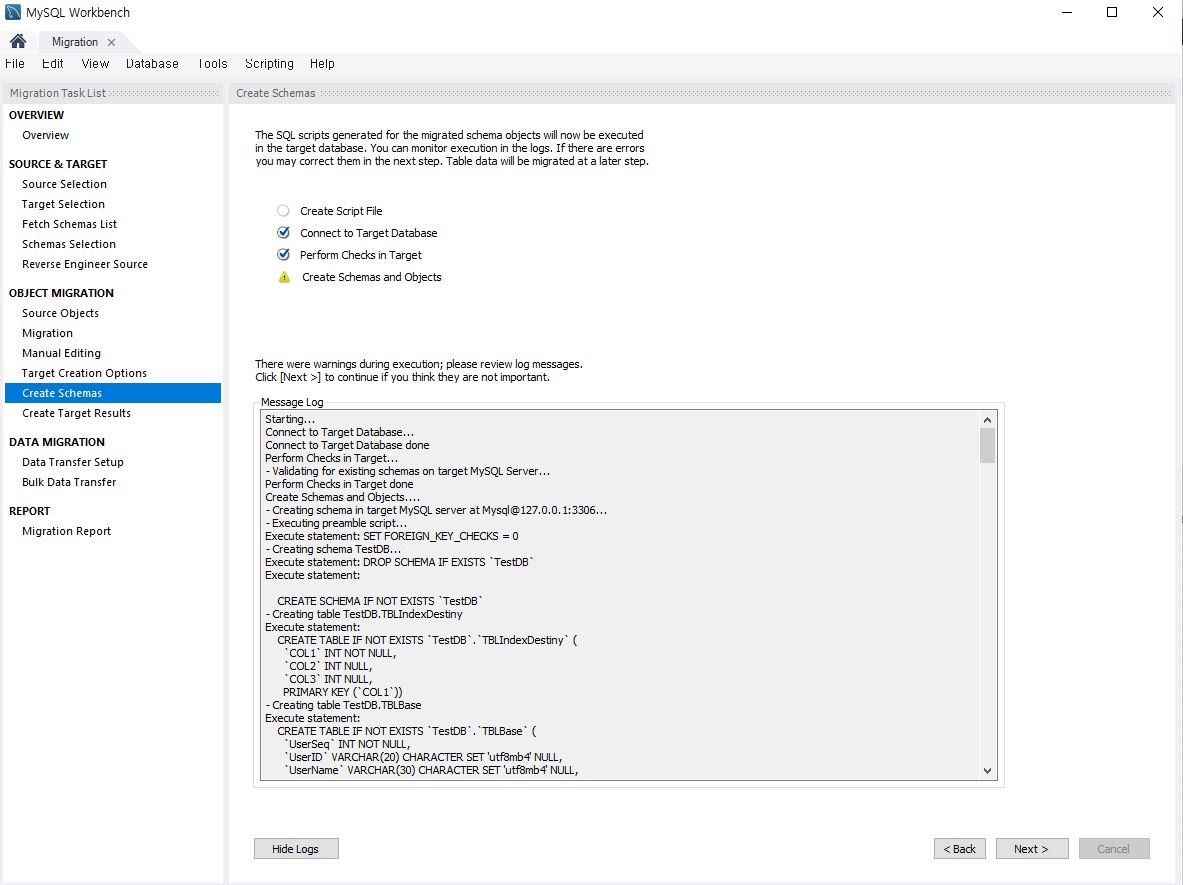 MySQL Workbench
Migration
File Edit View Database Tools Scripting Help
Migration Task List
OVERVIEW
Overview
SOURCE & TARGET
Source Selection
Target Selection
Fetch Schemas List
Schemas Selection
Reverse Engineer Source
OBJECT MIGRATION
Source Objects
Migration
Manual Editing
Target Creation Options
Create Schemas
Create Target Results
DATA MIGRATION
Data Transfer Setup
Bulk Data Transfer
REPORT
Migration Report
Create Schemas
The SQL scripts generated for the migrated schema objects will now be executed
in the target database. You can monitor execution in the logs. If there are errors
you may correct them in the next step. Table data will be migrated at a later step.
Create Script File
Connect to Target Database
Perform Checks in Target
Create Schemas and Objects
There were warnings during execution; please review log messages.
Click [Next >] to continue if you think they are not important.
Message Log
Starting...
Connect to Target Database...
Connect to Target Database done
Perform Checks in Target...
- Validating for existing schemas on target MySQL Server...
Perform Checks in Target done
Create Schemas and Objects....
- Creating schema in target MySQL server at Mysql@127.0.0.1:3306...
- Executing preamble script...
Execute statement: SET FOREIGN_KEY_CHECKS = 0
- Creating schema TestDB...
Execute statement: DROP SCHEMA IF EXISTS `TestDB`
Execute statement:
CREATE SCHEMA IF NOT EXISTS `TestDB`
- Creating table TestDB.TBLIndexDestiny
Execute statement:
CREATE TABLE IF NOT EXISTS `TestDB`.`TBLIndexDestiny` (
`COL1` INT NOT NULL,
`COL2` INT NULL,
`COL3` INT NULL,
PRIMARY KEY (`COL1`))
- Creating table TestDB.TBLBase
Execute statement:
CREATE TABLE IF NOT EXISTS `TestDB`.`TBLBase` (
`UserSeq` INT NOT NULL,
`UserID` VARCHAR(20) CHARACTER SET 'utf8mb4' NULL,
`UserName` VARCHAR(30) CHARACTER SET 'utf8mb4' NULL,
Hide Logs
< Back
Next >
Cancel